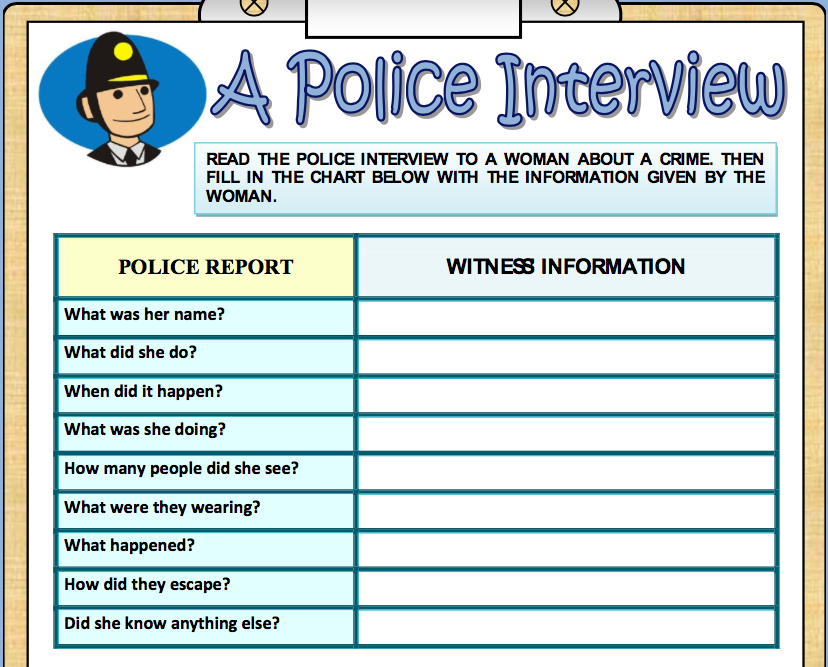 A Police Interview
READ THE POLICE INTERVIEW TO A WOMAN ABOUT A CRIME. THEN
FILL IN THE CHART BELOW WITH THE INFORMATION GIVEN BY THE
WOMAN.
POLICE REPORT
WITNESS INFORMATION
What was her name?
What did she do?
When did it happen?
What was she doing?
How many people did she see?
What were they wearing?
What happened?
How did they escape?
Did she know anything else?